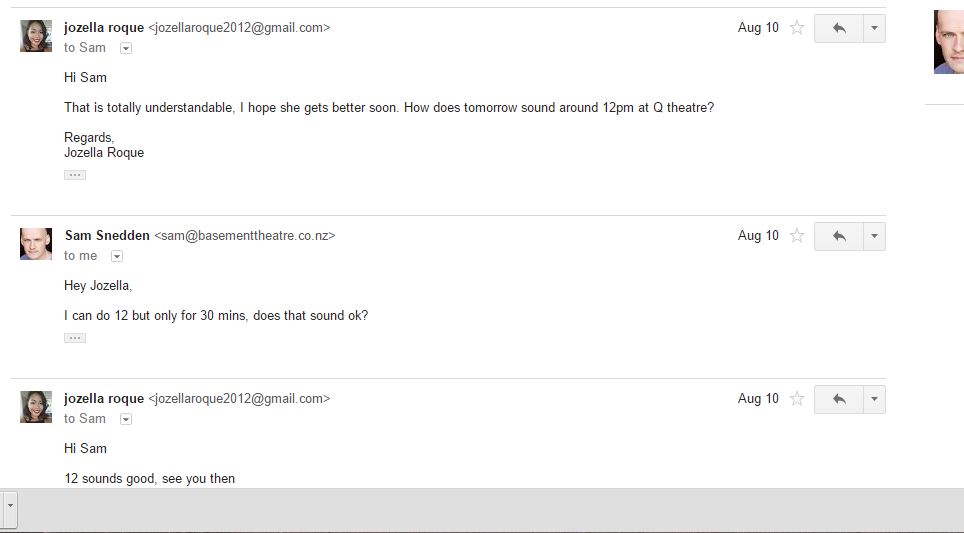 jozella roque <jozellaroque2012@gmail.com> Aug 10
to Sam
Hi Sam
That is totally understandable, I hope she gets better soon. How does tomorrow sound around 12pm at Q theatre?
Regards,
Jozella Roque
Sam Snedden <sam@basementtheatre.co.nz> Aug 10
to me
Hey Jozella,
I can do 12 but only for 30 mins, does that sound ok?
jozella roque <jozellaroque2012@gmail.com> Aug 10
to Sam
Hi Sam
12 sounds good, see you then